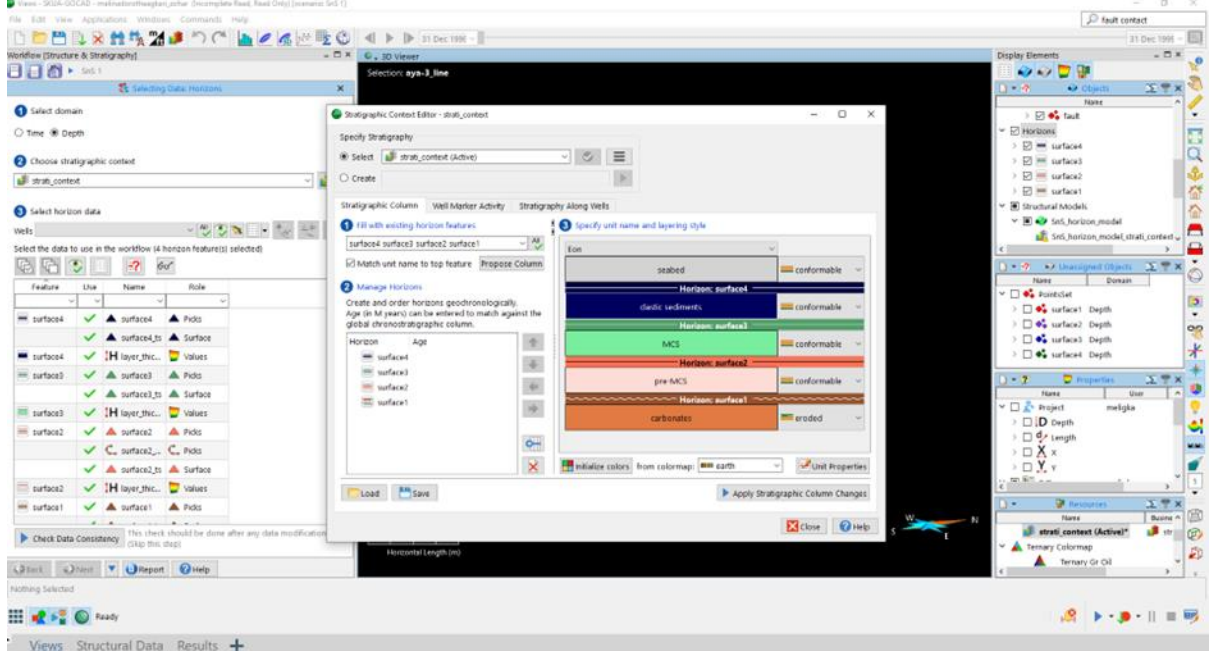 Views - SKUA-GOCAD -
File Edit View Applications Windows Commands Help
fault contact
31 Dec 1991
31 Dec 1991
Workflow [Structure & Stratigraphy]
SnS 1
Selecting Data: Horizons
1 Select domain
Time Depth
2 Choose stratigraphic context
strati_context
3 Select horizon data
Wells
Select the data to use in the workflow (4 horizon feature(s) selected)
Feature Use Name Role
surface4 surface4 Picks
surface4_ts Surface
surface4 layer_thic... Values
surface3 surface3 Picks
surface3_ts Surface
surface3 layer_thic... Values
surface2 surface2 Picks
surface2_... Picks
surface2_ts Surface
surface2 layer_thic... Values
surface1 surface1 Picks
Check Data Consistency
This check should be done after any data modification
(Skip this step)
Back Next Report Help
Nothing Selected
Ready
Views Structural Data Results
3D Viewer
Selection: aya-3_line
Horizontal Length (m)
W N S E
Stratigraphic Context Editor - strati_context
Specify Stratigraphy
Select strati_context (Active)
Create
Stratigraphic Column Well Marker Activity Stratigraphy Along Wells
1 Fill with existing horizon features
surface4 surface3 surface2 surface1
Match unit name to top feature Propose Column
2 Manage Horizons
Create and order horizons geochronologically.
Age (in M years) can be entered to match against the
global chronostratigraphic column.
Horizon Age
surface4
surface3
surface2
surface1
Load Save
3 Specify unit name and layering style
Eon
seabed conformable
Horizon: surface4
clastic sediments conformable
Horizon: surface3
MCS conformable
Horizon: surface2
pre-MCS conformable
Horizon: surface1
carbonates eroded
Initialize colors from colormap: earth Unit Properties
Apply Stratigraphic Column Changes
Close Help
Display Elements
Objects
Name
fault
Horizons
surface4
surface3
surface2
surface1
Structural Models
SnS_horizon_model
SnS_horizon_model_strati_context
Unassigned Objects
Name Domain
PointsSet
surface1 Depth
surface2 Depth
surface3 Depth
surface4 Depth
Properties
Name User
Project meligka
Depth
Length
X x
Y Y
Resources
Name Busine
strati_context (Active)* str
Ternary Colormap
Ternary Gr Oil